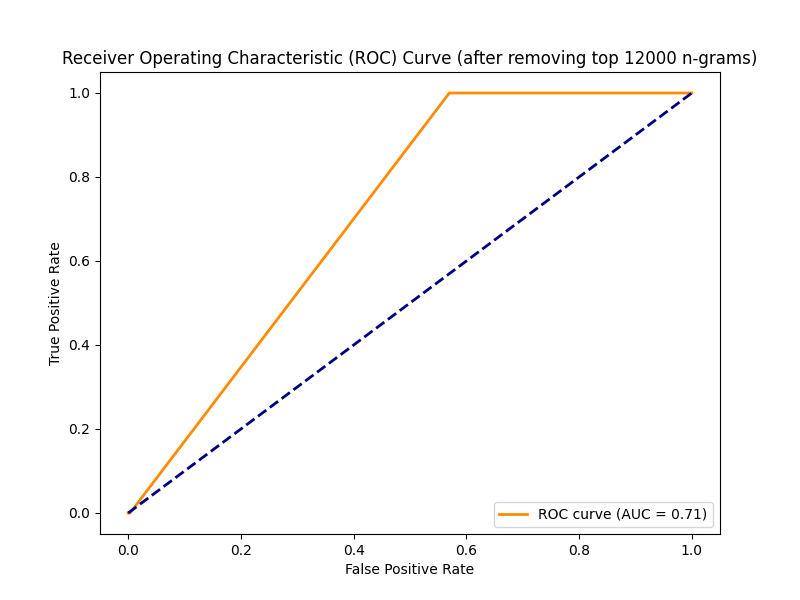 Receiver Operating Characteristic (ROC) Curve (after removing top 12000 n-grams)
1.0
0.8
0.6
0.4
0.2
0.0
True Positive Rate
ROC curve (AUC = 0.71)
0.0 0.2 0.4 0.6 0.8 1.0
False Positive Rate